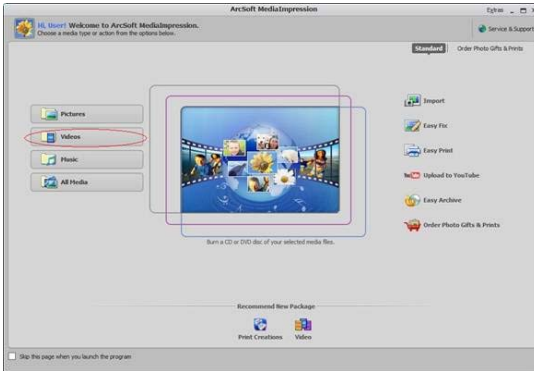 ArcSoft MediaImpression
Extras
Hi, User! Welcome to ArcSoft MediaImpression.
Choose a media type or action from the options below.
Service & Support
Standard
Order Photo Gifts & Prints
Pictures
Videos
Music
All Media
Import
Easy Fix
Easy Print
Upload to YouTube
Easy Archive
Order Photo Gifts & Prints
Burn a CD or DVD disc of your selected media files.
Recommend New Package
Print Creations
Video
Skip this page when you launch the program